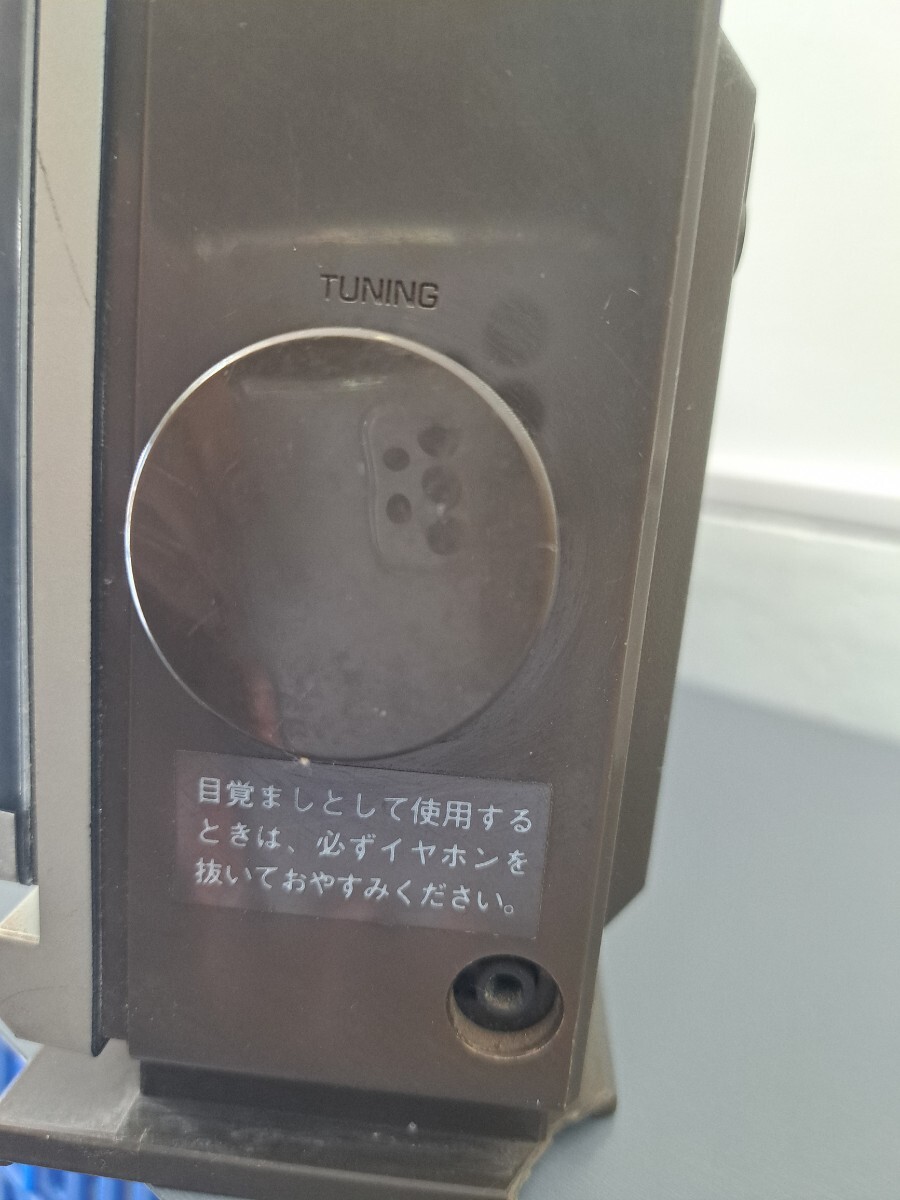 TUNING
目覚ましとして使用する
ときは、必ずイヤホンを
抜いておやすみください。